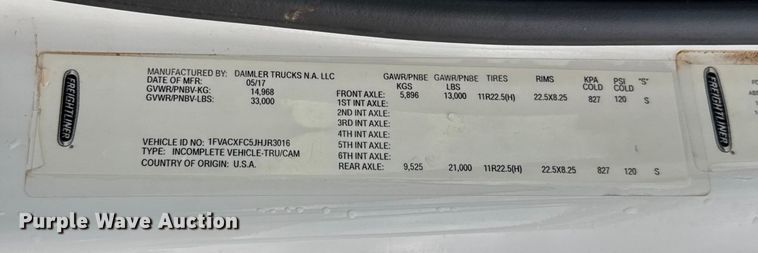 FREIGHTLINER
MANUFACTURED BY: DAIMLER TRUCKS N.A. LLC
DATE OF MFR: 05/17
GVWR/PNBV-KG: 14,968
GVWR/PNBV-LBS: 33,000
VEHICLE ID NUMBER: 1FVACXFC5JHJR3016
TYPE: INCOMPLETE VEHICLE-TRU/CAM
COUNTRY OF ORIGIN: U.S.A.
GAWR/PNBE GAWR/PNBE TIRES RIMS KPA PSI "S"
KGS LBS COLD COLD
FRONT AXLE: 5,896 13,000 11R22.5(H) 22.5X8.25 827 120 S
1ST INT AXLE:
2ND INT AXLE:
3RD INT AXLE:
4TH INT AXLE:
5TH INT AXLE:
6TH INT AXLE:
REAR AXLE: 9,525 21,000 11R22.5(H) 22.5X8.25 827 120 S
FREIGHTLINER
Purple Wave Auction